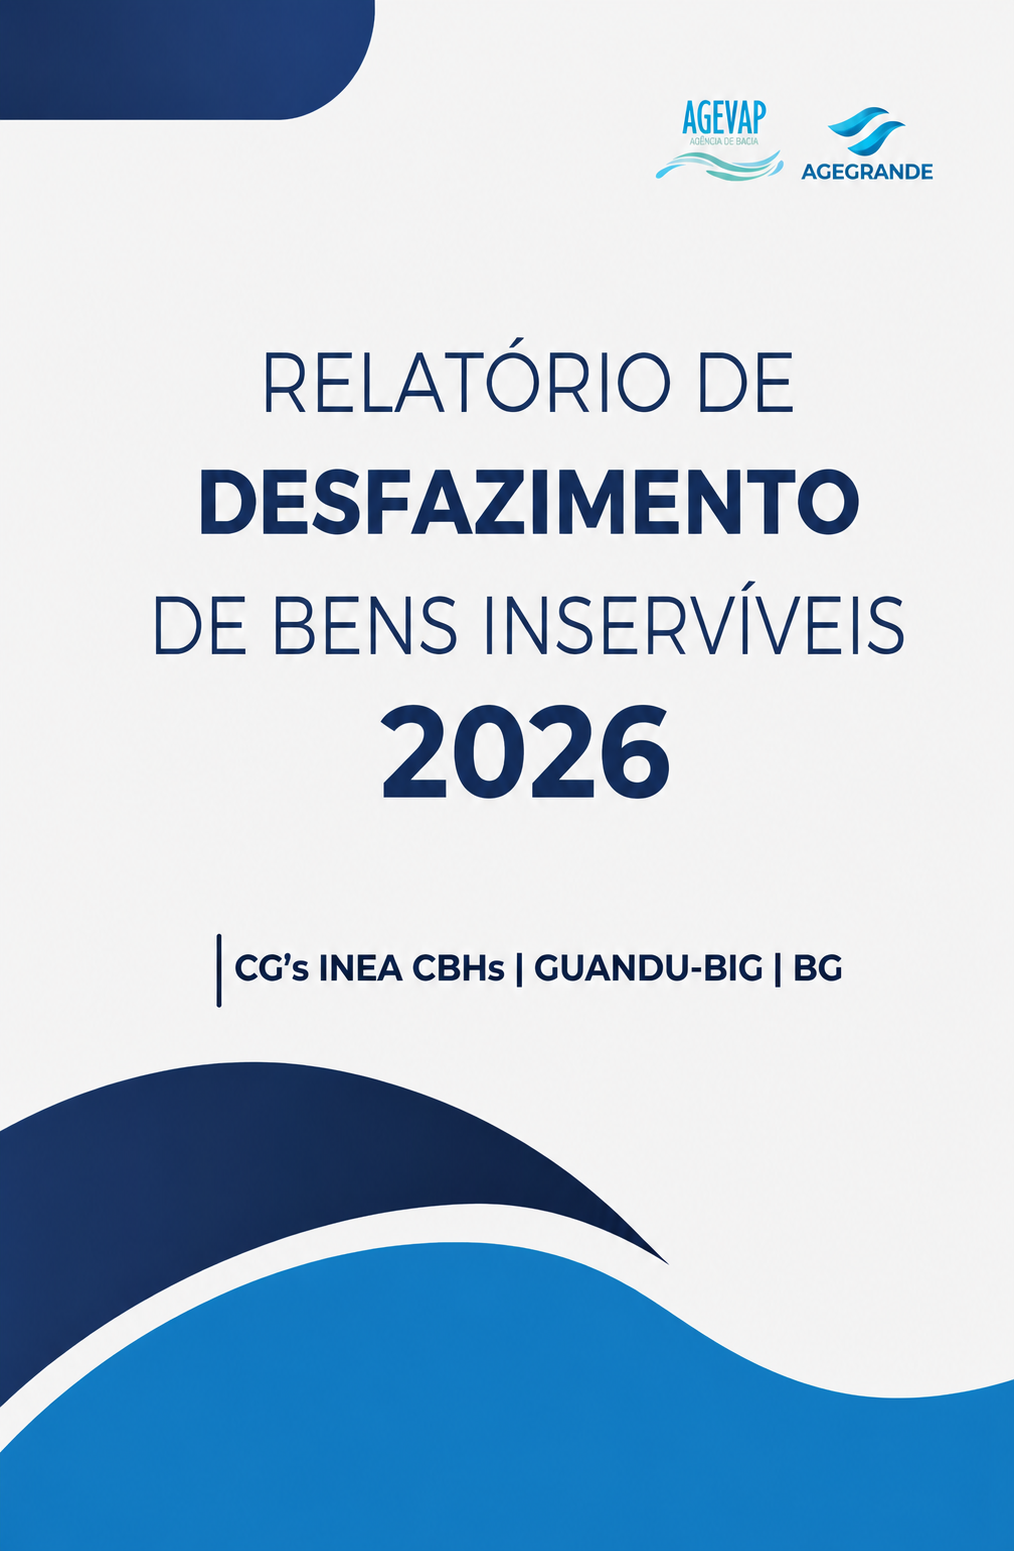 AGEVAP
AGÊNCIA DE BACIA
AGEGRANDE
RELATÓRIO DE
DESFAZIMENTO
DE BENS INSERVÍVEIS
2026
CG’s INEA CBHs | GUANDU-BIG | BG